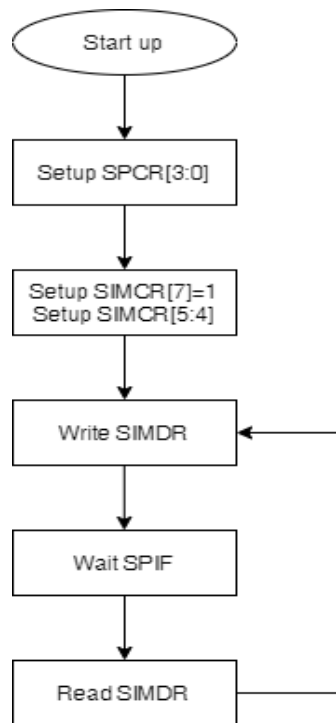 Start up
Setup SPCR[3:0]
Setup SIMCR[7]=1
Setup SIMCR[5:4]
Write SIMDR
Wait SPIF
Read SIMDR